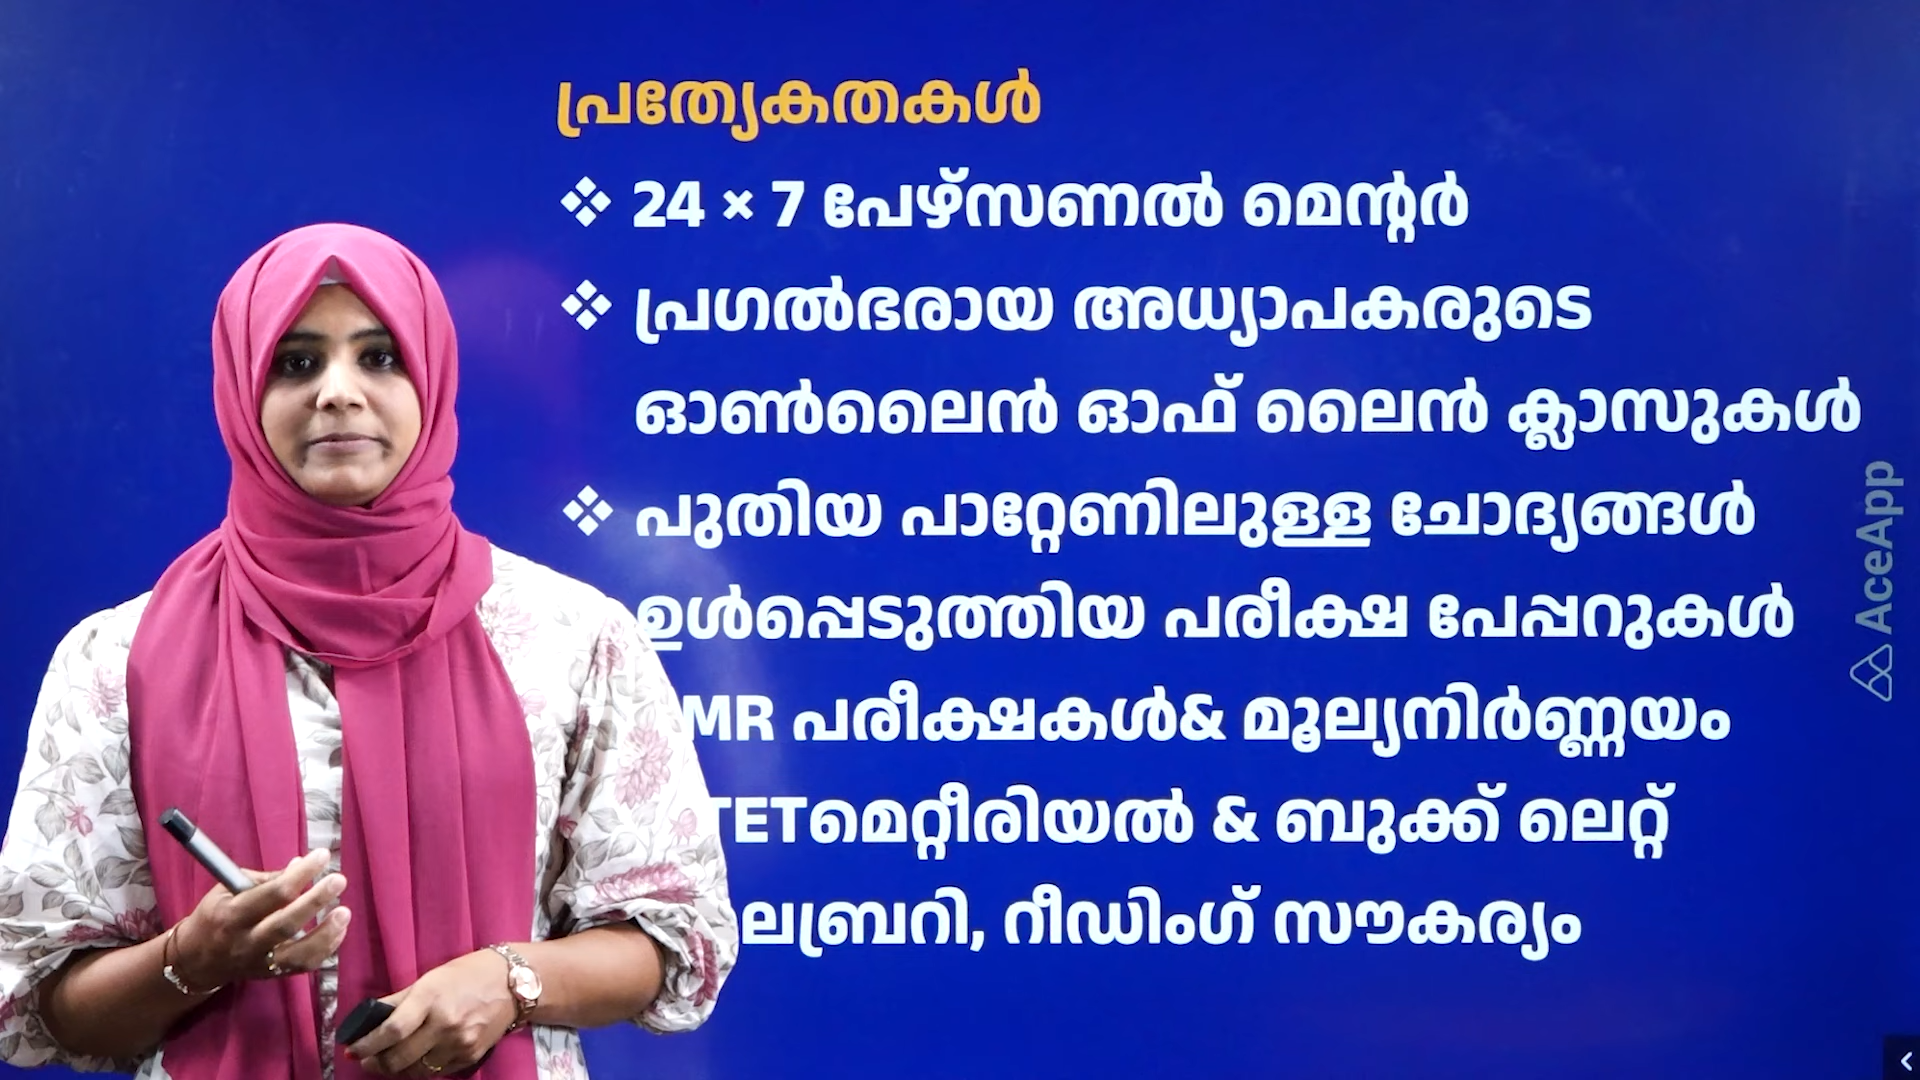 പ്രത്യേകതകൾ
❖ 24 × 7 പേഴ്സണൽ മെന്റർ
❖ പ്രഗൽഭരായ അധ്യാപകരുടെ
ഓൺലൈൻ ഓഫ് ലൈൻ ക്ലാസുകൾ
❖ പുതിയ പാറ്റേണിലുള്ള ചോദ്യങ്ങൾ
ഉൾപ്പെടുത്തിയ പരീക്ഷ പേപ്പറുകൾ
MR പരീക്ഷകൾ& മൂല്യനിർണ്ണയം
TETമെറ്റീരിയൽ & ബുക്ക് ലെറ്റ്
ലബ്രറി, റീഡിംഗ് സൗകര്യം
AceApp